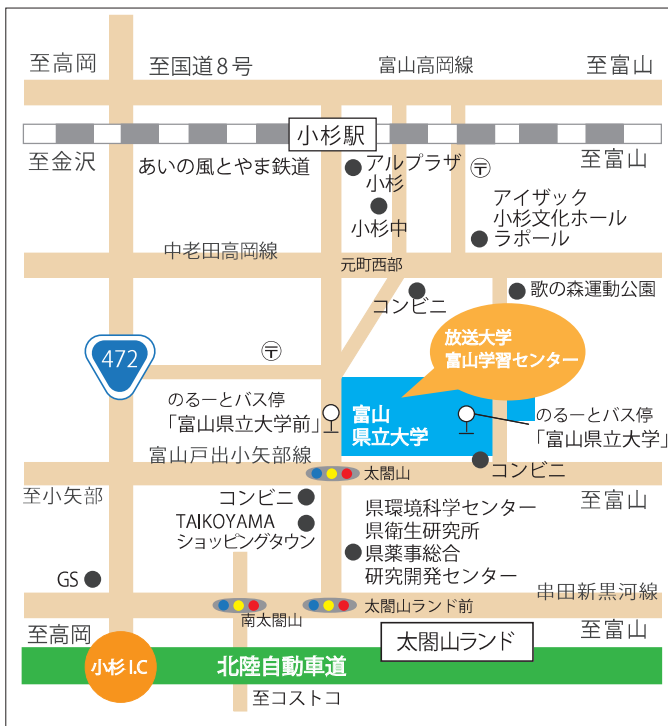 至高岡
至国道8号
富山高岡線
至富山
小杉駅
至金沢
あいの風とやま鉄道
アルプラザ
小杉
〒
至富山
小杉中
アイザック
小杉文化ホール
ラポール
中老田高岡線
元町西部
コンビニ
歌の森運動公園
472
〒
放送大学
富山学習センター
のるーとバス停
「富山県立大学前」
富山
県立大学
のるーとバス停
「富山県立大学」
富山戸出小矢部線
太閤山
コンビニ
至小矢部
コンビニ
至富山
TAIKOYAMA
ショッピングタウン
県環境科学センター
県衛生研究所
県薬事総合
研究開発センター
GS
串田新黒河線
南太閤山
太閤山ランド前
至高岡
太閤山ランド
至富山
小杉I.C
北陸自動車道
至コストコ